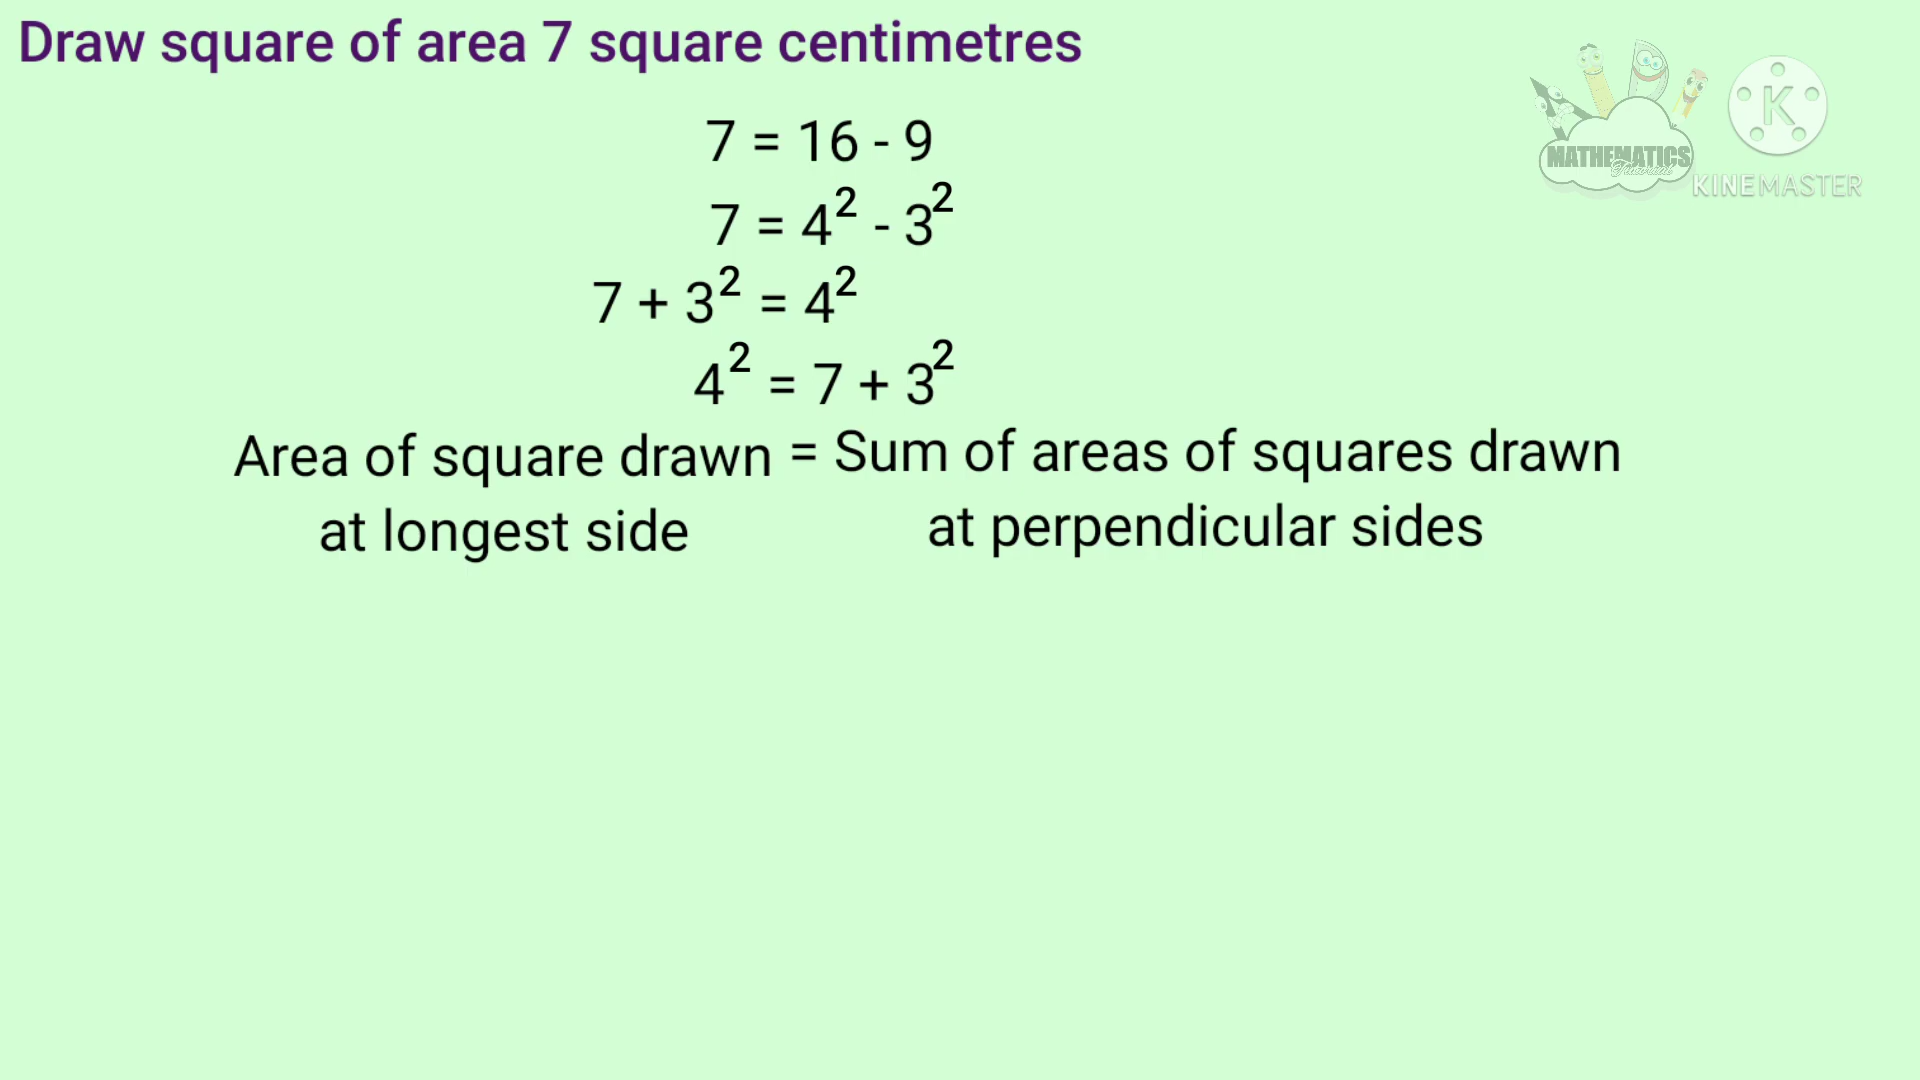 Draw square of area 7 square centimetres
7 = 16 - 9
7 = 4² - 3²
7 + 3² = 4²
4² = 7 + 3²
Area of square drawn = Sum of areas of squares drawn
at longest side at perpendicular sides
MATHEMATICS
Tutorial
K
KINEMASTER